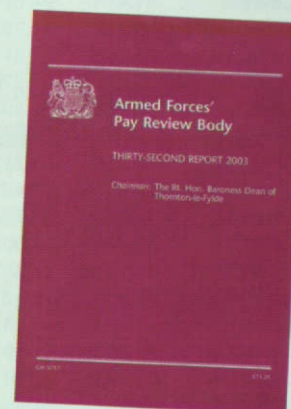 Armed Forces'
Pay Review Body
THIRTY-SECOND REPORT 2003
Chairman: The Rt. Hon. Baroness Dean of
Thornton-le-Fylde